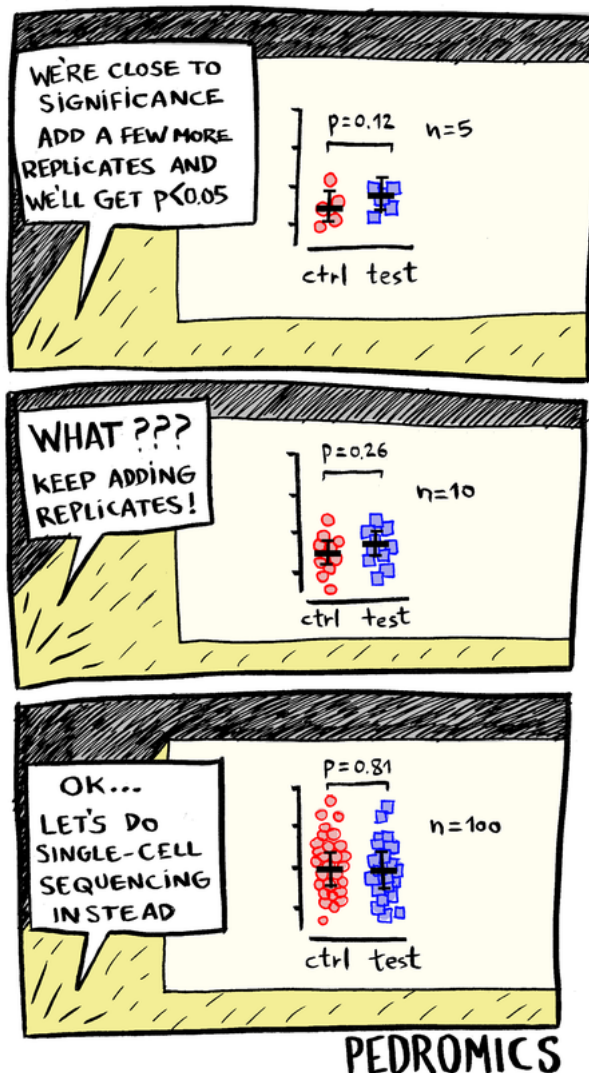 WE'RE CLOSE TO
SIGNIFICANCE
ADD A FEW MORE
REPLICATES AND
WE'LL GET P<0.05
p=0.12
n=5
ctrl test
WHAT ???
KEEP ADDING
REPLICATES!
p=0.26
n=10
ctrl test
OK...
LET'S DO
SINGLE-CELL
SEQUENCING
INSTEAD
p=0.81
n=100
ctrl test
PEDROMICS